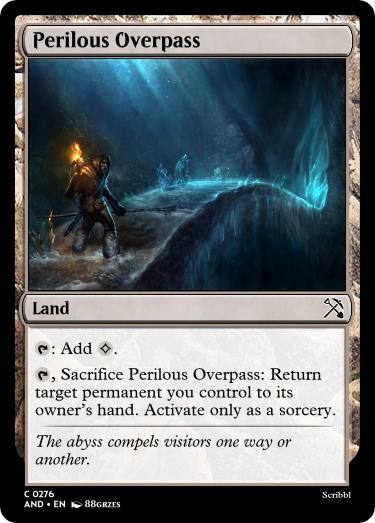 Perilous Overpass
Land
: Add .
, Sacrifice Perilous Overpass: Return
target permanent you control to its
owner's hand. Activate only as a sorcery.
The abyss compels visitors one way or
another.
C 0276
AND • EN 88GRZES
Scribbl